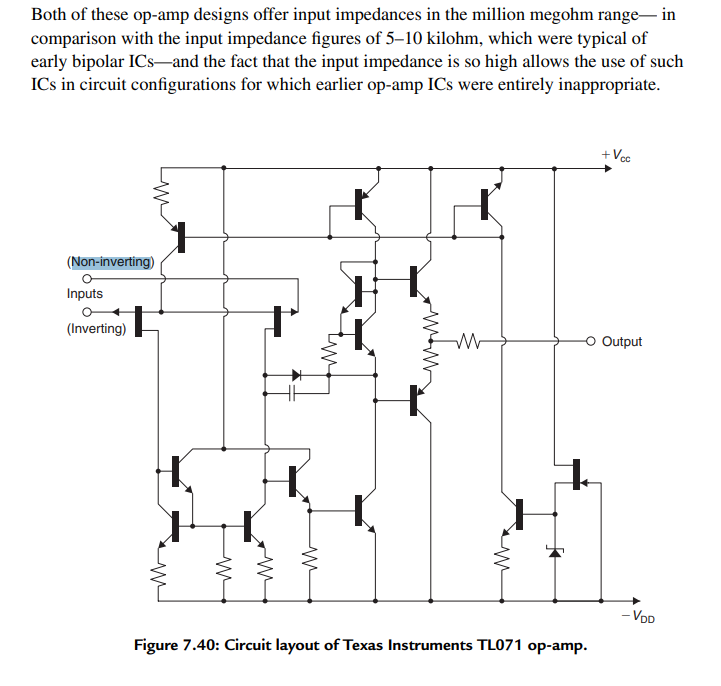 Both of these op-amp designs offer input impedances in the million megohm range— in
comparison with the input impedance figures of 5–10 kilohm, which were typical of
early bipolar ICs—and the fact that the input impedance is so high allows the use of such
ICs in circuit configurations for which earlier op-amp ICs were entirely inappropriate.
+Vcc
(Non-inverting)
Inputs
(Inverting)
Output
−VDD
Figure 7.40: Circuit layout of Texas Instruments TL071 op-amp.